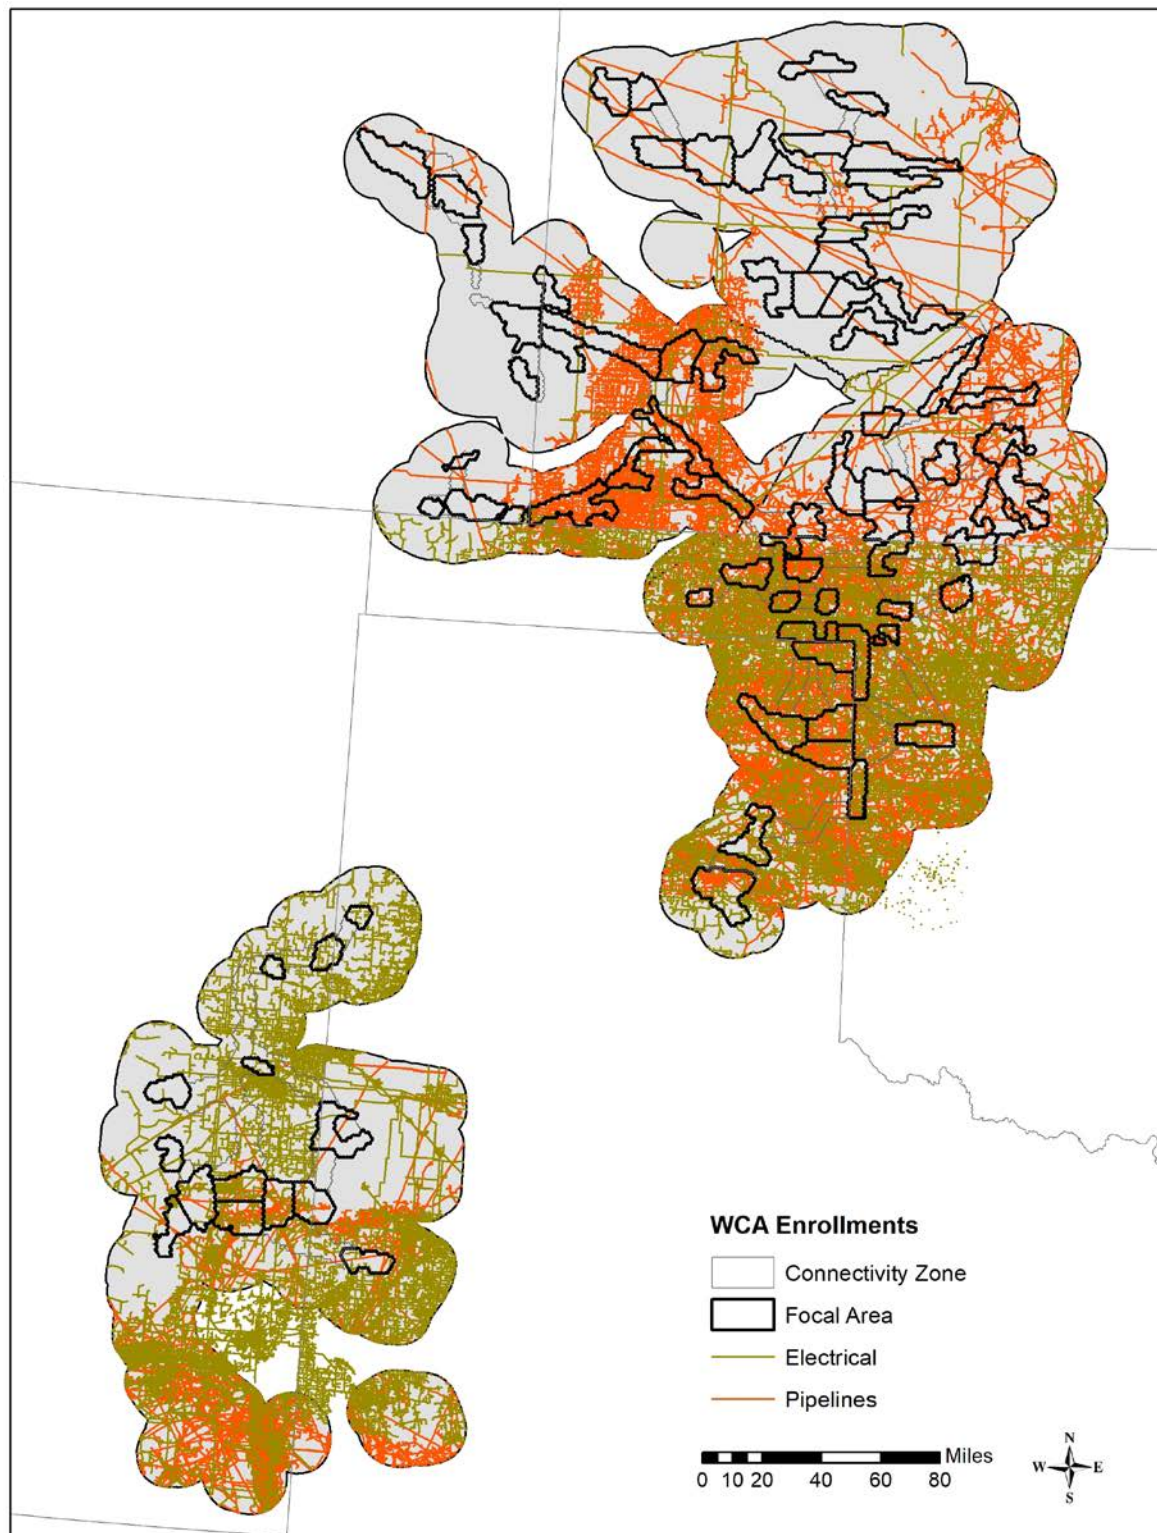 WCA Enrollments
Connectivity Zone
Focal Area
Electrical
Pipelines
Miles
0 10 20 40 60 80
N
W E
S